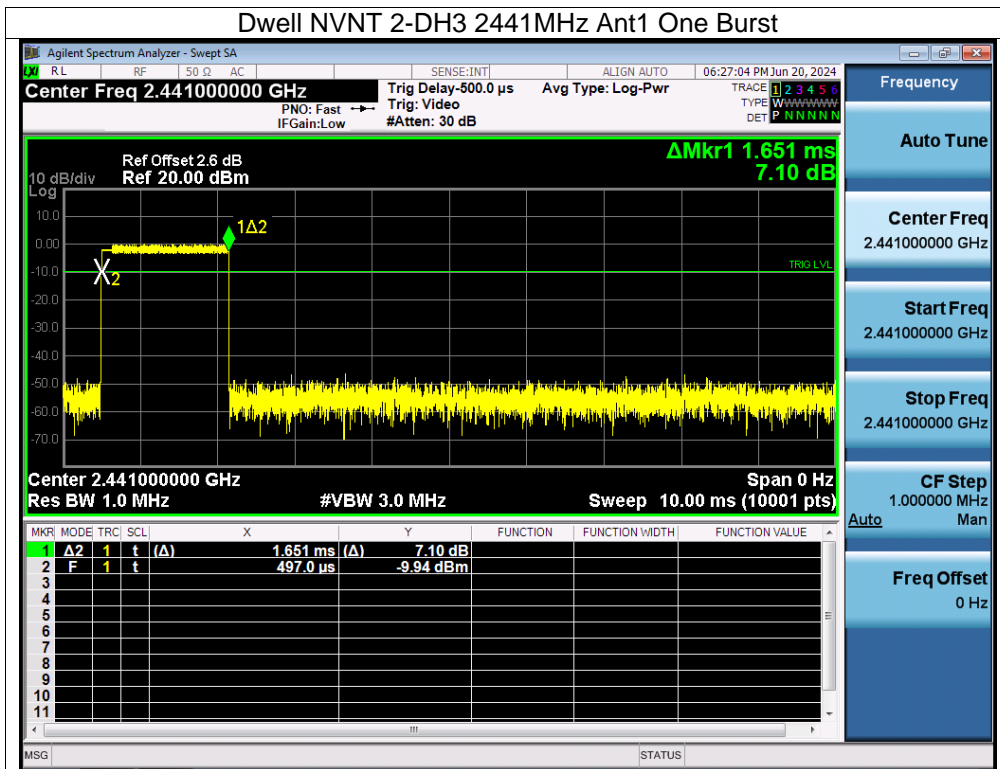 Dwell NVNT 2-DH3 2441MHz Ant1 One Burst
Agilent Spectrum Analyzer - Swept SA
LXI RL RF 50 Ω AC SENSE:INT ALIGN AUTO 06:27:04 PM Jun 20, 2024
Center Freq 2.441000000 GHz
PNO: Fast
IFGain:Low
Trig Delay-500.0 μs
Trig: Video
#Atten: 30 dB
Avg Type: Log-Pwr
TRACE 1 2 3 4 5 6
TYPE WWWWWW
DET P N N N N N
ΔMkr1 1.651 ms
7.10 dB
Ref Offset 2.6 dB
10 dB/div Ref 20.00 dBm
Log
10.0
0.00
-10.0
-20.0
-30.0
-40.0
-50.0
-60.0
-70.0
1Δ2
2
TRIG LVL
Center 2.441000000 GHz Span 0 Hz
Res BW 1.0 MHz #VBW 3.0 MHz Sweep 10.00 ms (10001 pts)
MKR MODE TRC SCL X Y FUNCTION FUNCTION WIDTH FUNCTION VALUE
1 Δ2 1 t (Δ) 1.651 ms (Δ) 7.10 dB
2 F 1 t 497.0 μs -9.94 dBm
3
4
5
6
7
8
9
10
11
MSG STATUS
Frequency
Auto Tune
Center Freq
2.441000000 GHz
Start Freq
2.441000000 GHz
Stop Freq
2.441000000 GHz
CF Step
1.000000 MHz
Auto Man
Freq Offset
0 Hz